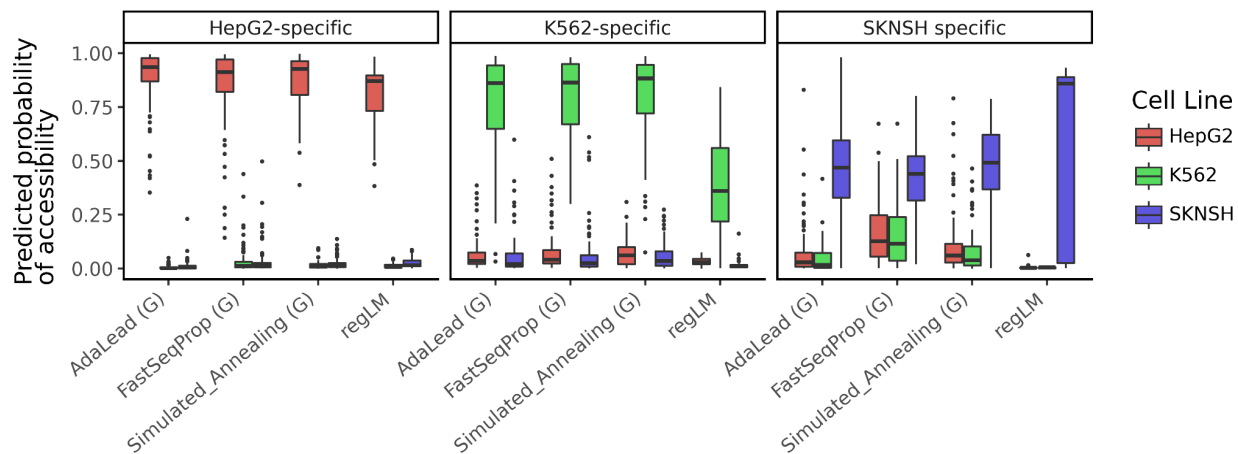 HepG2-specific
K562-specific
SKNSH specific
Predicted probability
of accessibility
1.00
0.75
0.50
0.25
0.00
AdaLead (G)
FastSeqProp (G)
Simulated_Annealing (G)
regLM
AdaLead (G)
FastSeqProp (G)
Simulated_Annealing (G)
regLM
AdaLead (G)
FastSeqProp (G)
Simulated_Annealing (G)
regLM
Cell Line
HepG2
K562
SKNSH